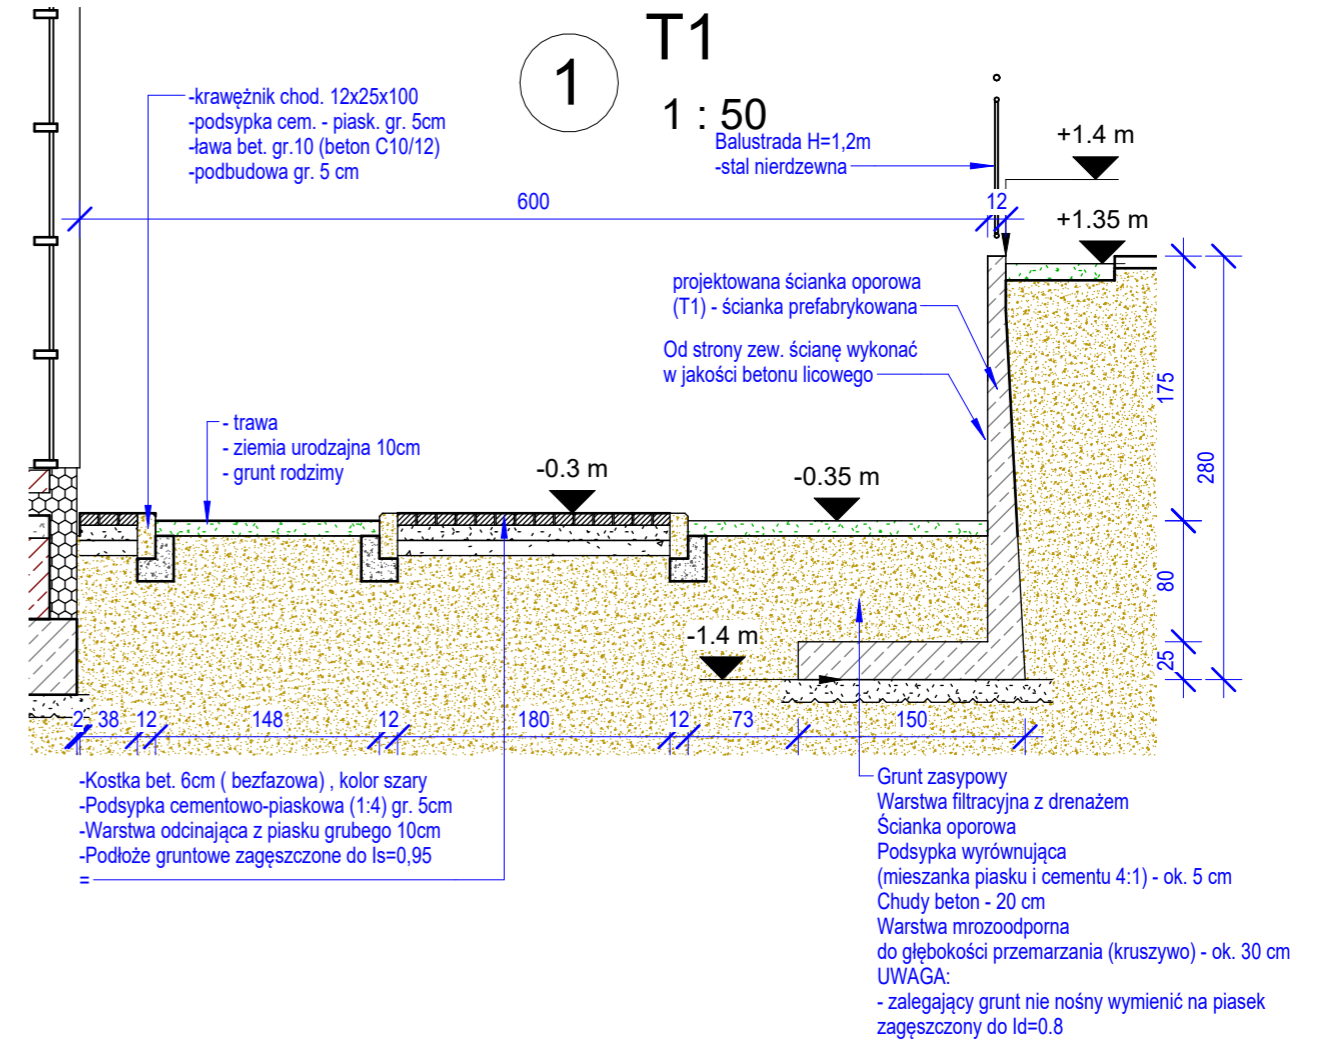 T1
1
1 : 50
-krawężnik chod. 12x25x100
-podsypka cem. - piask. gr. 5cm
-ława bet. gr.10 (beton C10/12)
-podbudowa gr. 5 cm
Balustrada H=1,2m
-stal nierdzewna
+1.4 m
600
12
+1.35 m
projektowana ścianka oporowa
(T1) - ścianka prefabrykowana
Od strony zew. ścianę wykonać
w jakości betonu licowego
175
280
- trawa
- ziemia urodzajna 10cm
- grunt rodzimy
-0.3 m
-0.35 m
80
-1.4 m
25
2 38 12 148 12 180 12 73 150
-Kostka bet. 6cm ( bezfazowa) , kolor szary
-Podsypka cementowo-piaskowa (1:4) gr. 5cm
-Warstwa odcinająca z piasku grubego 10cm
-Podłoże gruntowe zagęszczone do Is=0,95
=
Grunt zasypowy
Warstwa filtracyjna z drenażem
Ścianka oporowa
Podsypka wyrównująca
(mieszanka piasku i cementu 4:1) - ok. 5 cm
Chudy beton - 20 cm
Warstwa mrozoodporna
do głębokości przemarzania (kruszywo) - ok. 30 cm
UWAGA:
- zalegający grunt nie nośny wymienić na piasek
zagęszczony do Id=0.8